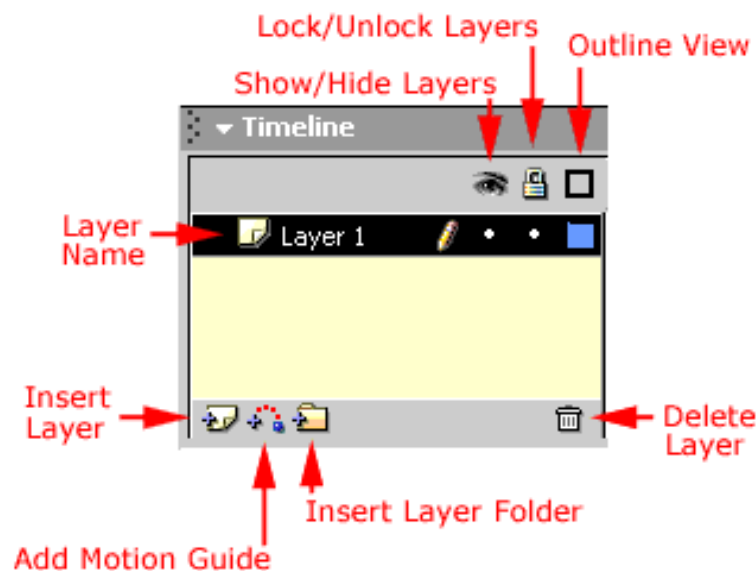 Lock/Unlock Layers
Outline View
Show/Hide Layers
Timeline
Layer
Name
Layer 1
Insert
Layer
Delete
Layer
Insert Layer Folder
Add Motion Guide